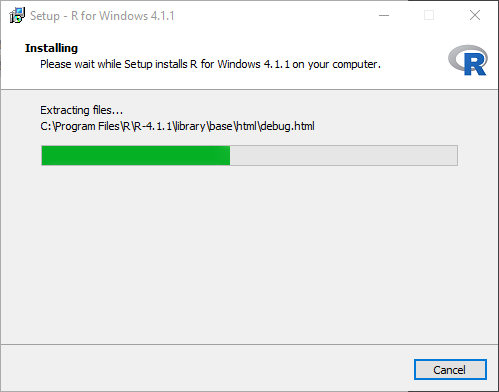 Setup - R for Windows 4.1.1
Installing
Please wait while Setup installs R for Windows 4.1.1 on your computer.
R
Extracting files...
C:\Program Files\R\R-4.1.1\library\base\html\debug.html
Cancel